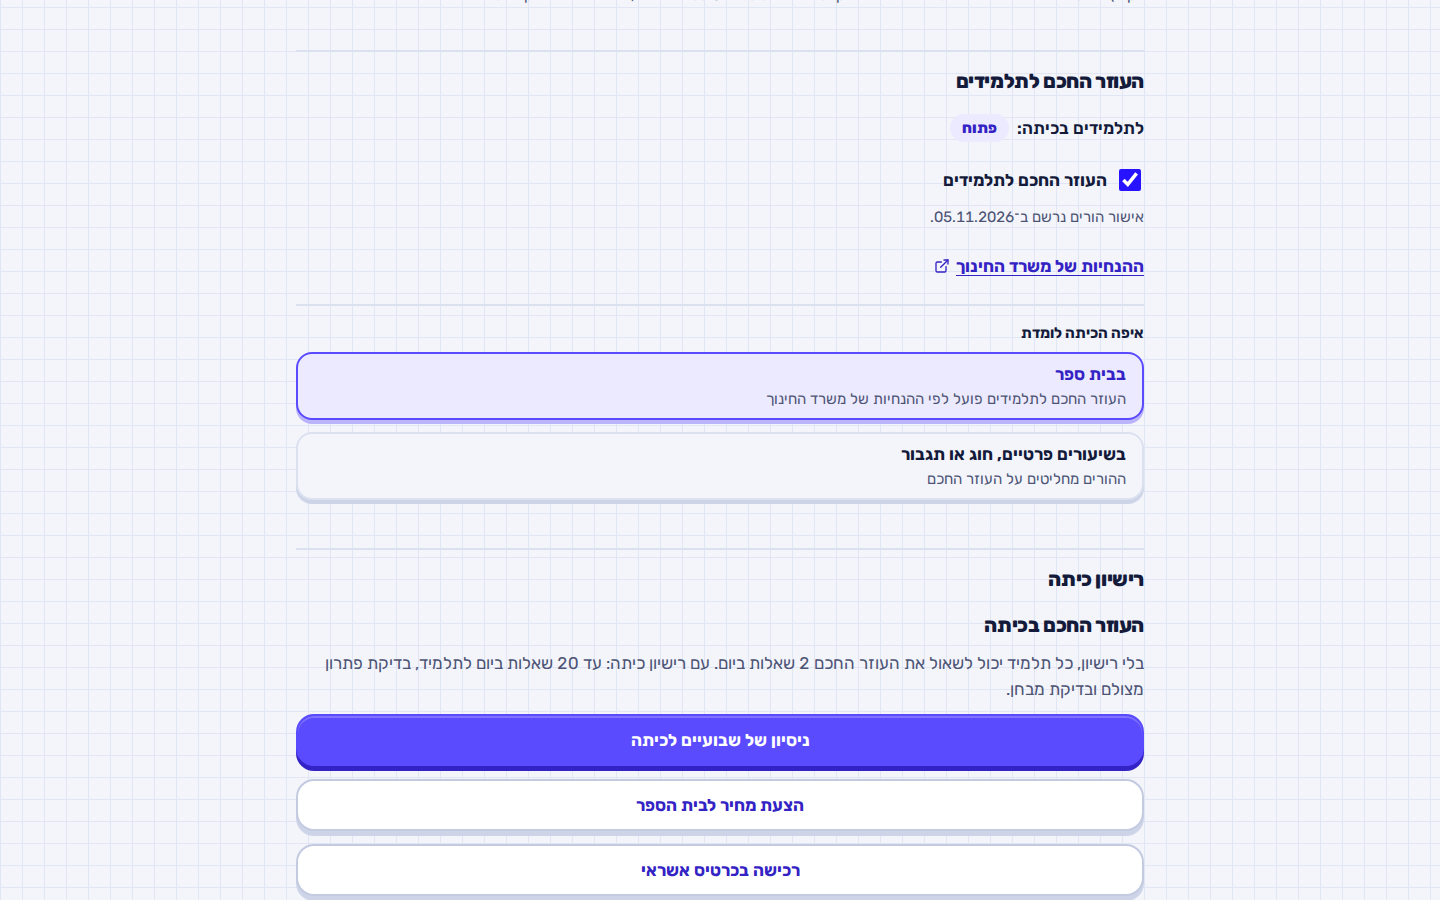 העוזר החכם לתלמידים
לתלמידים בכיתה: פתוח
העוזר החכם לתלמידים
אישור הורים נרשם ב־05.11.2026.
ההנחיות של משרד החינוך
איפה הכיתה לומדת
בבית ספר
העוזר החכם לתלמידים פועל לפי ההנחיות של משרד החינוך
בשיעורים פרטיים, חוג או תגבור
ההורים מחליטים על העוזר החכם
רישיון כיתה
העוזר החכם בכיתה
בלי רישיון, כל תלמיד יכול לשאול את העוזר החכם 2 שאלות ביום. עם רישיון כיתה: עד 20 שאלות ביום לתלמיד, בדיקת פתרון
מצולם ובדיקת מבחן.
ניסיון של שבועיים לכיתה
הצעת מחיר לבית הספר
רכישה בכרטיס אשראי